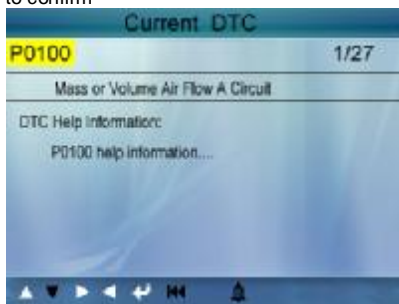 to confirm
Current DTC
P0100 1/27
Mass or Volume Air Flow A Circuit
DTC Help Information:
P0100 help information....